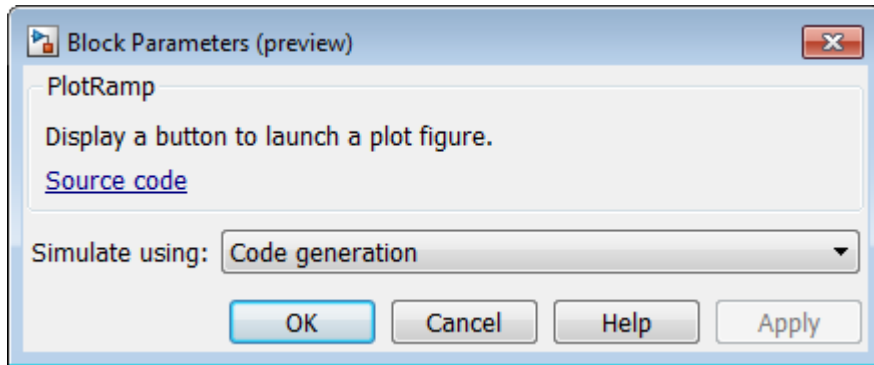 Block Parameters (preview)
PlotRamp
Display a button to launch a plot figure.
Source code
Simulate using: Code generation
OK Cancel Help Apply